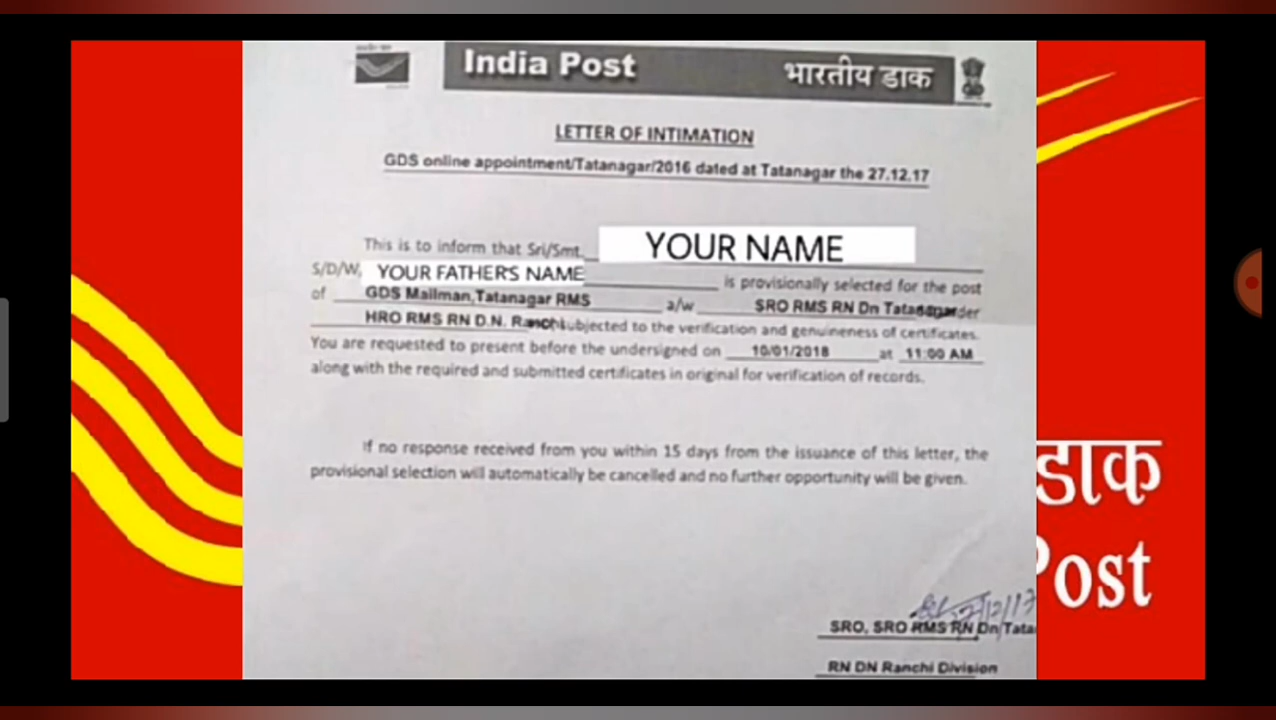 India Post भारतीय डाक
LETTER OF INTIMATION
GDS online appointment/Tatanagar/2016 dated at Tatanagar the 27.12.17
This is to inform that Sri/Smt. YOUR NAME
S/D/W, YOUR FATHER'S NAME is provisionally selected for the post
of GDS Mailman,Tatanagar RMS a/w SRO RMS RN Dn Tatanagar der
HRO RMS RN D.N. Ranchi subjected to the verification and genuineness of certificates.
You are requested to present before the undersigned on 10/01/2018 at 11:00 AM
along with the required and submitted certificates in original for verification of records.
If no response received from you within 15 days from the issuance of this letter, the
provisional selection will automatically be cancelled and no further opportunity will be given.
SRO, SRO RMS RN Dn Tata
RN DN Ranchi Division
डाक
Post